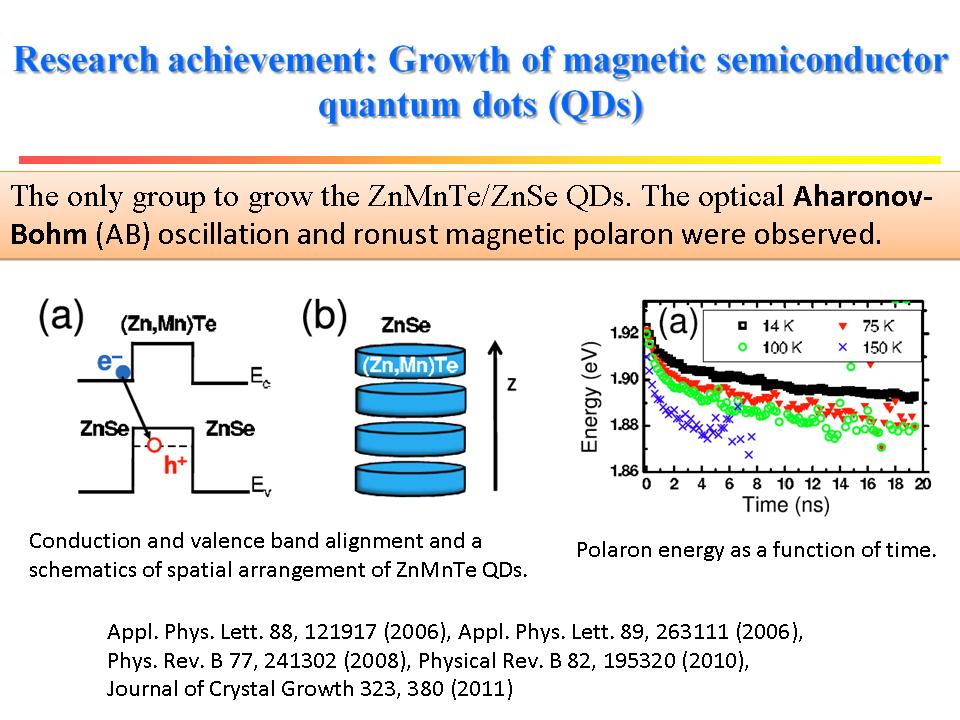 Research achievement: Growth of magnetic semiconductor
quantum dots (QDs)
The only group to grow the ZnMnTe/ZnSe QDs. The optical Aharonov-
Bohm (AB) oscillation and ronust magnetic polaron were observed.
(a)
(Zn,Mn)Te
e⁻
Ec
ZnSe
ZnSe
h⁺
Ev
(b)
ZnSe
(Zn,Mn)Te
z
(a)
14 K
75 K
100 K
150 K
Energy (eV)
1.92
1.90
1.88
1.86
0 2 4 6 8 10 12 14 16 18 20
Time (ns)
Conduction and valence band alignment and a
schematics of spatial arrangement of ZnMnTe QDs.
Polaron energy as a function of time.
Appl. Phys. Lett. 88, 121917 (2006), Appl. Phys. Lett. 89, 263111 (2006),
Phys. Rev. B 77, 241302 (2008), Physical Rev. B 82, 195320 (2010),
Journal of Crystal Growth 323, 380 (2011)